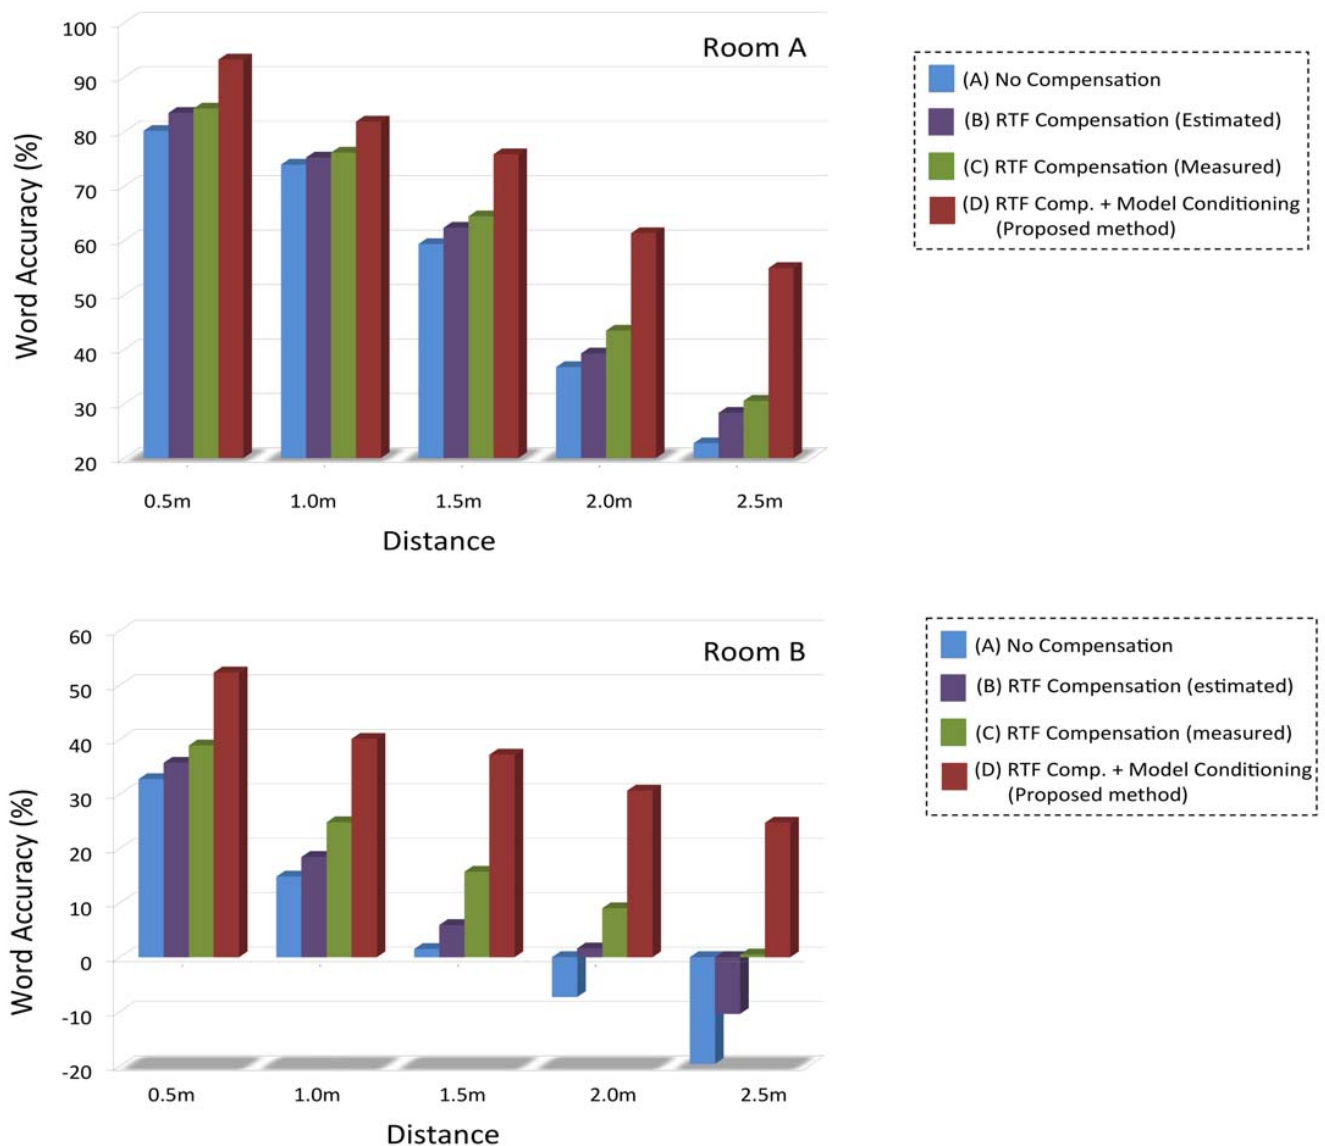 Room A
Word Accuracy (%)
100
90
80
70
60
50
40
30
20
0.5m 1.0m 1.5m 2.0m 2.5m
Distance
(A) No Compensation
(B) RTF Compensation (Estimated)
(C) RTF Compensation (Measured)
(D) RTF Comp. + Model Conditioning
(Proposed method)
Room B
Word Accuracy (%)
60
50
40
30
20
10
0
-10
-20
0.5m 1.0m 1.5m 2.0m 2.5m
Distance
(A) No Compensation
(B) RTF Compensation (estimated)
(C) RTF Compensation (measured)
(D) RTF Comp. + Model Conditioning
(Proposed method)